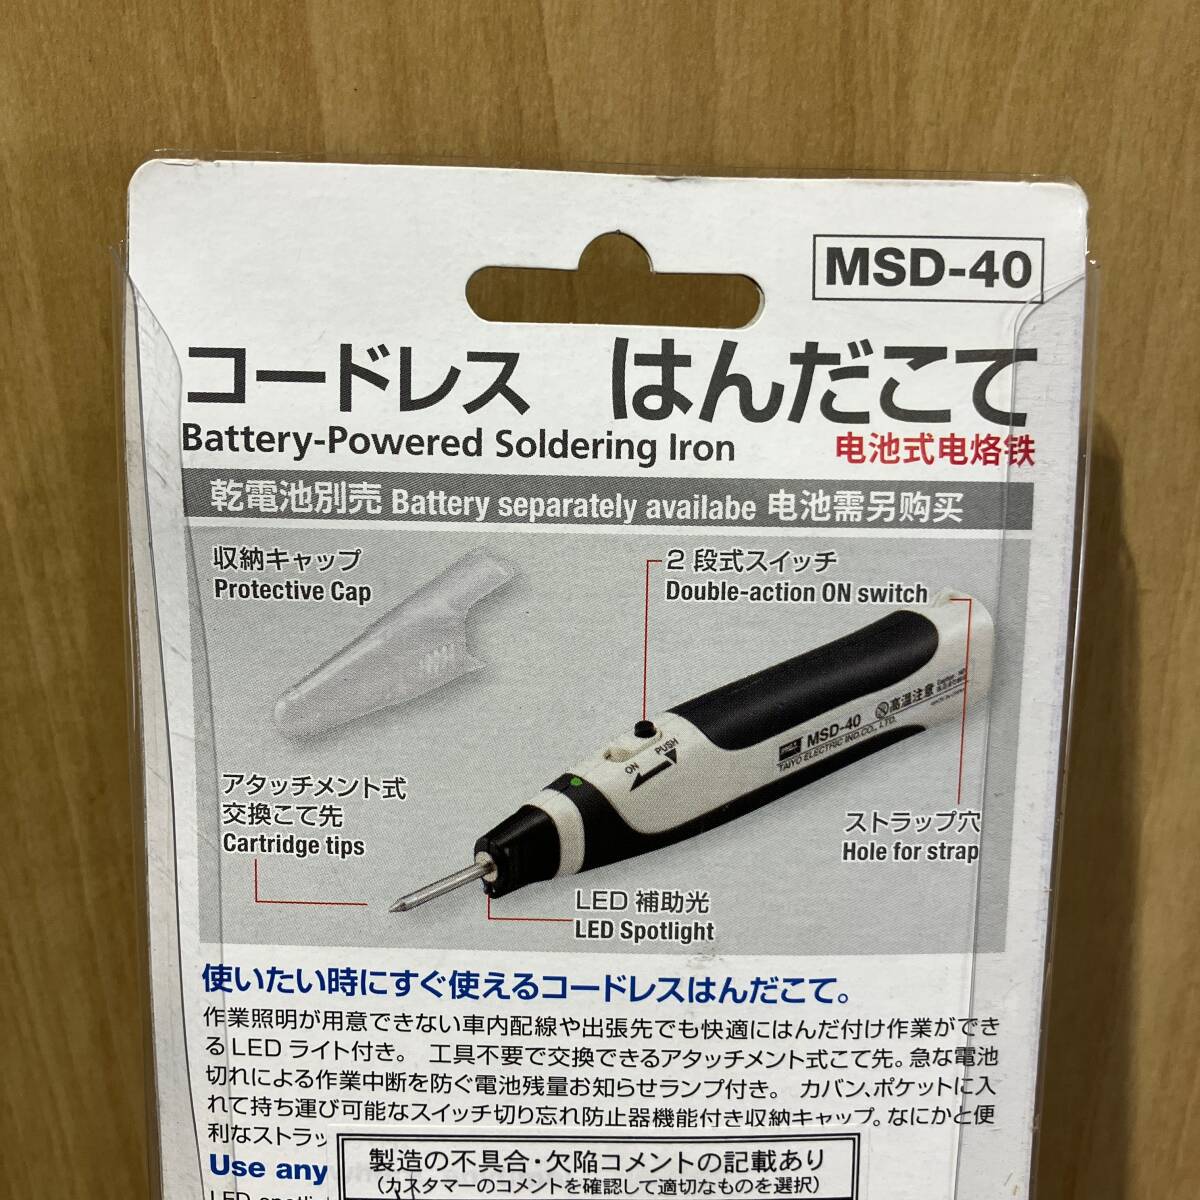 MSD-40
コードレス はんだこて
Battery-Powered Soldering Iron 电池式电烙铁
乾電池別売 Battery separately availabe 电池需另购买
収納キャップ
Protective Cap
2段式スイッチ
Double-action ON switch
高温注意
MSD-40
TAIYO ELECTRIC IND.CO., LTD.
PUSH
ON
アタッチメント式
交換こて先
Cartridge tips
ストラップ穴
Hole for strap
LED 補助光
LED Spotlight
使いたい時にすぐ使えるコードレスはんだこて。
作業照明が用意できない車内配線や出張先でも快適にはんだ付け作業ができ
るLEDライト付き。 工具不要で交換できるアタッチメント式こて先。急な電池
切れによる作業中断を防ぐ電池残量お知らせランプ付き。 カバン、ポケットに入
れて持ち運び可能なスイッチ切り忘れ防止器機能付き収納キャップ。なにかと便
利なストラッ
Use any
製造の不具合・欠陥コメントの記載あり
(カスタマーのコメントを確認して適切なものを選択)